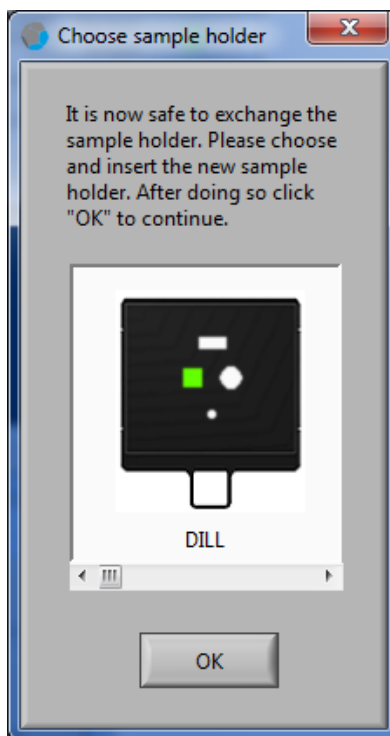 Choose sample holder
It is now safe to exchange the
sample holder. Please choose
and insert the new sample
holder. After doing so click
"OK" to continue.
DILL
OK